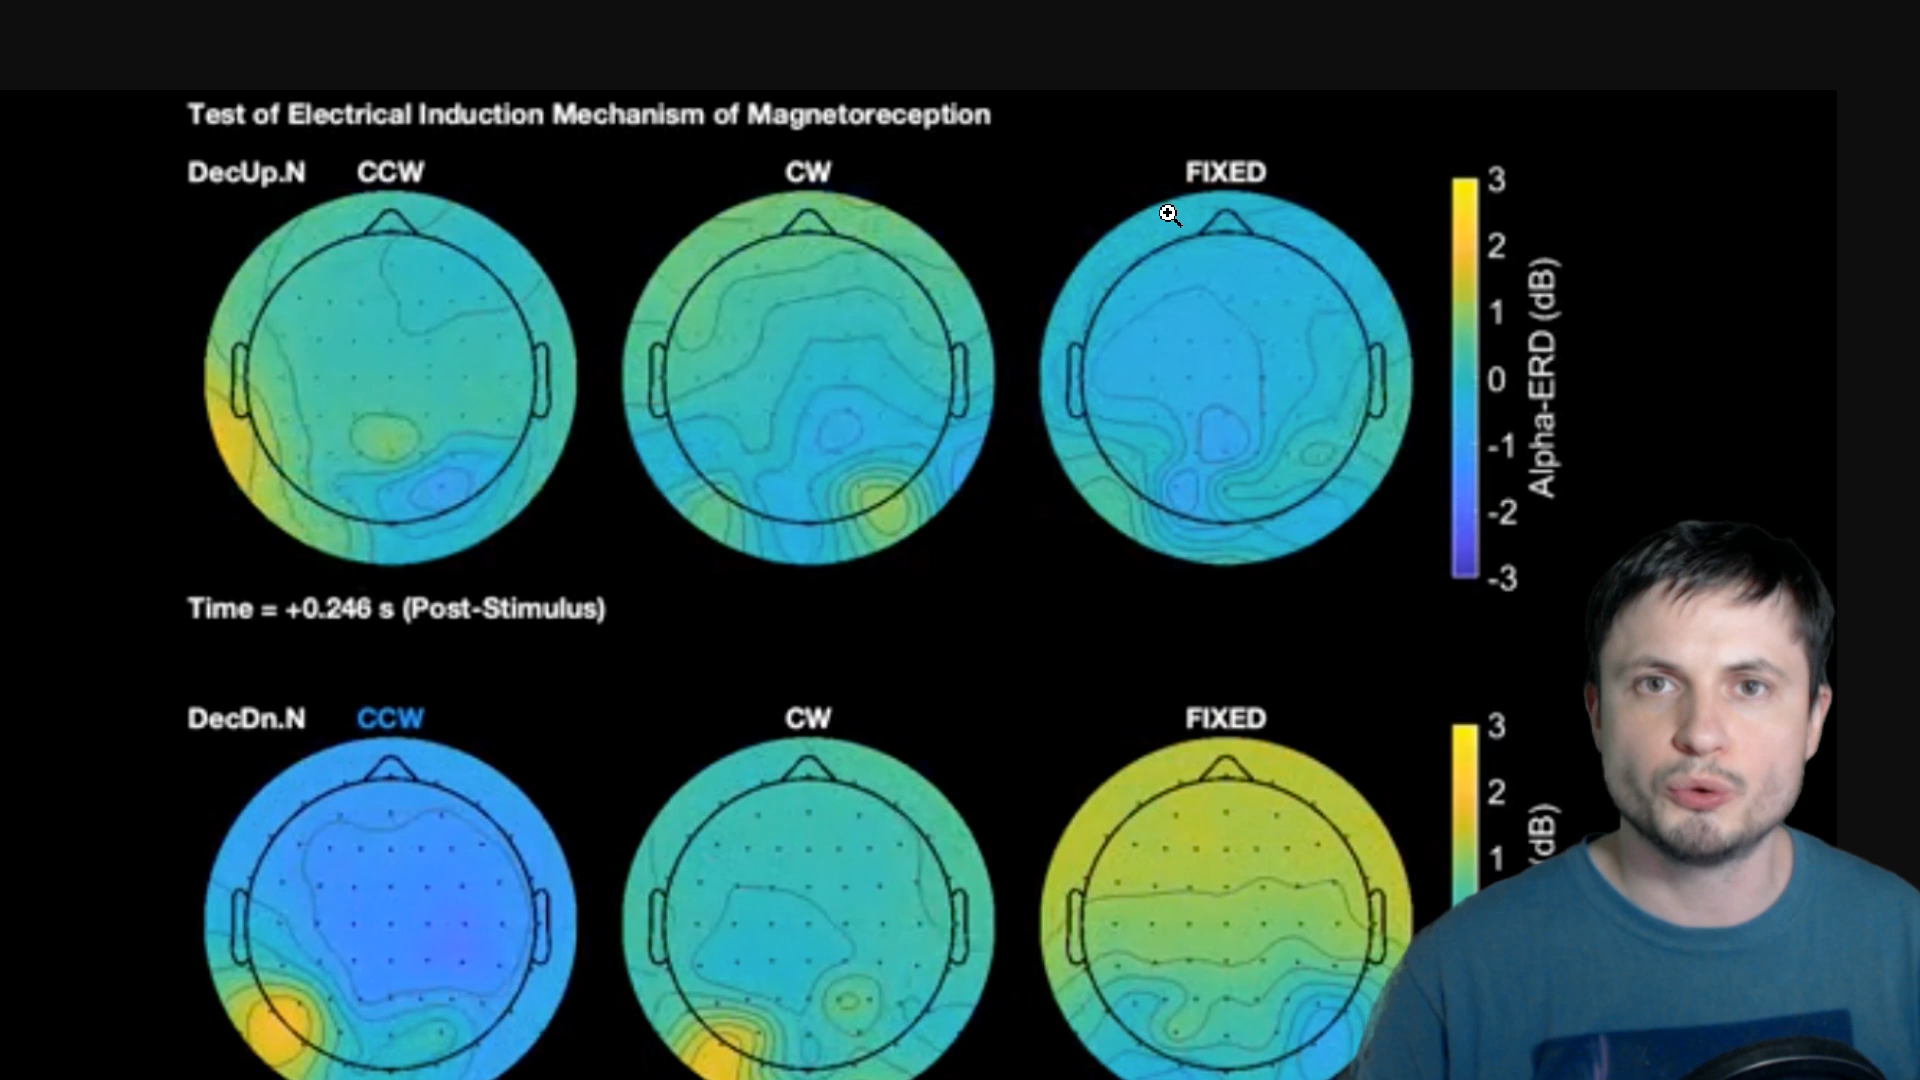 Test of Electrical Induction Mechanism of Magnetoreception
DecUp.N CCW CW FIXED
3
2
1
0
-1
-2
-3
Alpha-ERD (dB)
Time = +0.246 s (Post-Stimulus)
DecDn.N CCW CW FIXED
3
2
1
(dB)